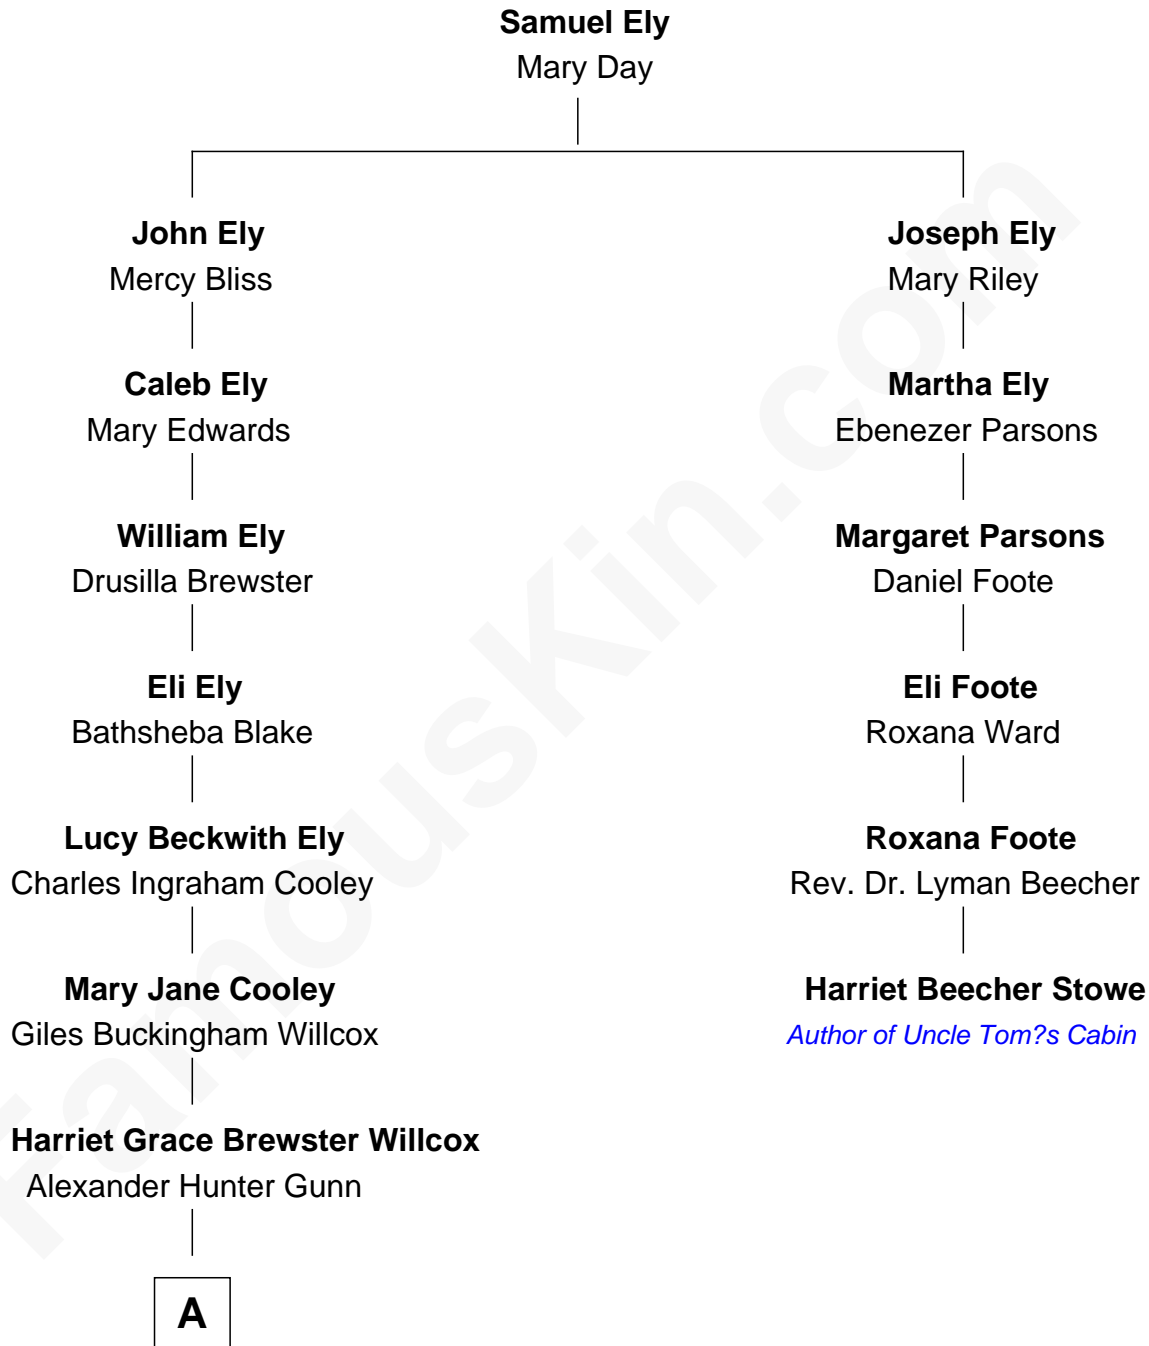 Samuel Ely
Mary Day
John Ely
Mercy Bliss
Joseph Ely
Mary Riley
Caleb Ely
Mary Edwards
Martha Ely
Ebenezer Parsons
William Ely
Drusilla Brewster
Margaret Parsons
Daniel Foote
Eli Ely
Bathsheba Blake
Eli Foote
Roxana Ward
Lucy Beckwith Ely
Charles Ingraham Cooley
Roxana Foote
Rev. Dr. Lyman Beecher
Mary Jane Cooley
Giles Buckingham Willcox
Harriet Beecher Stowe
Author of Uncle Tom?s Cabin
Harriet Grace Brewster Willcox
Alexander Hunter Gunn
A
FamousKin.com